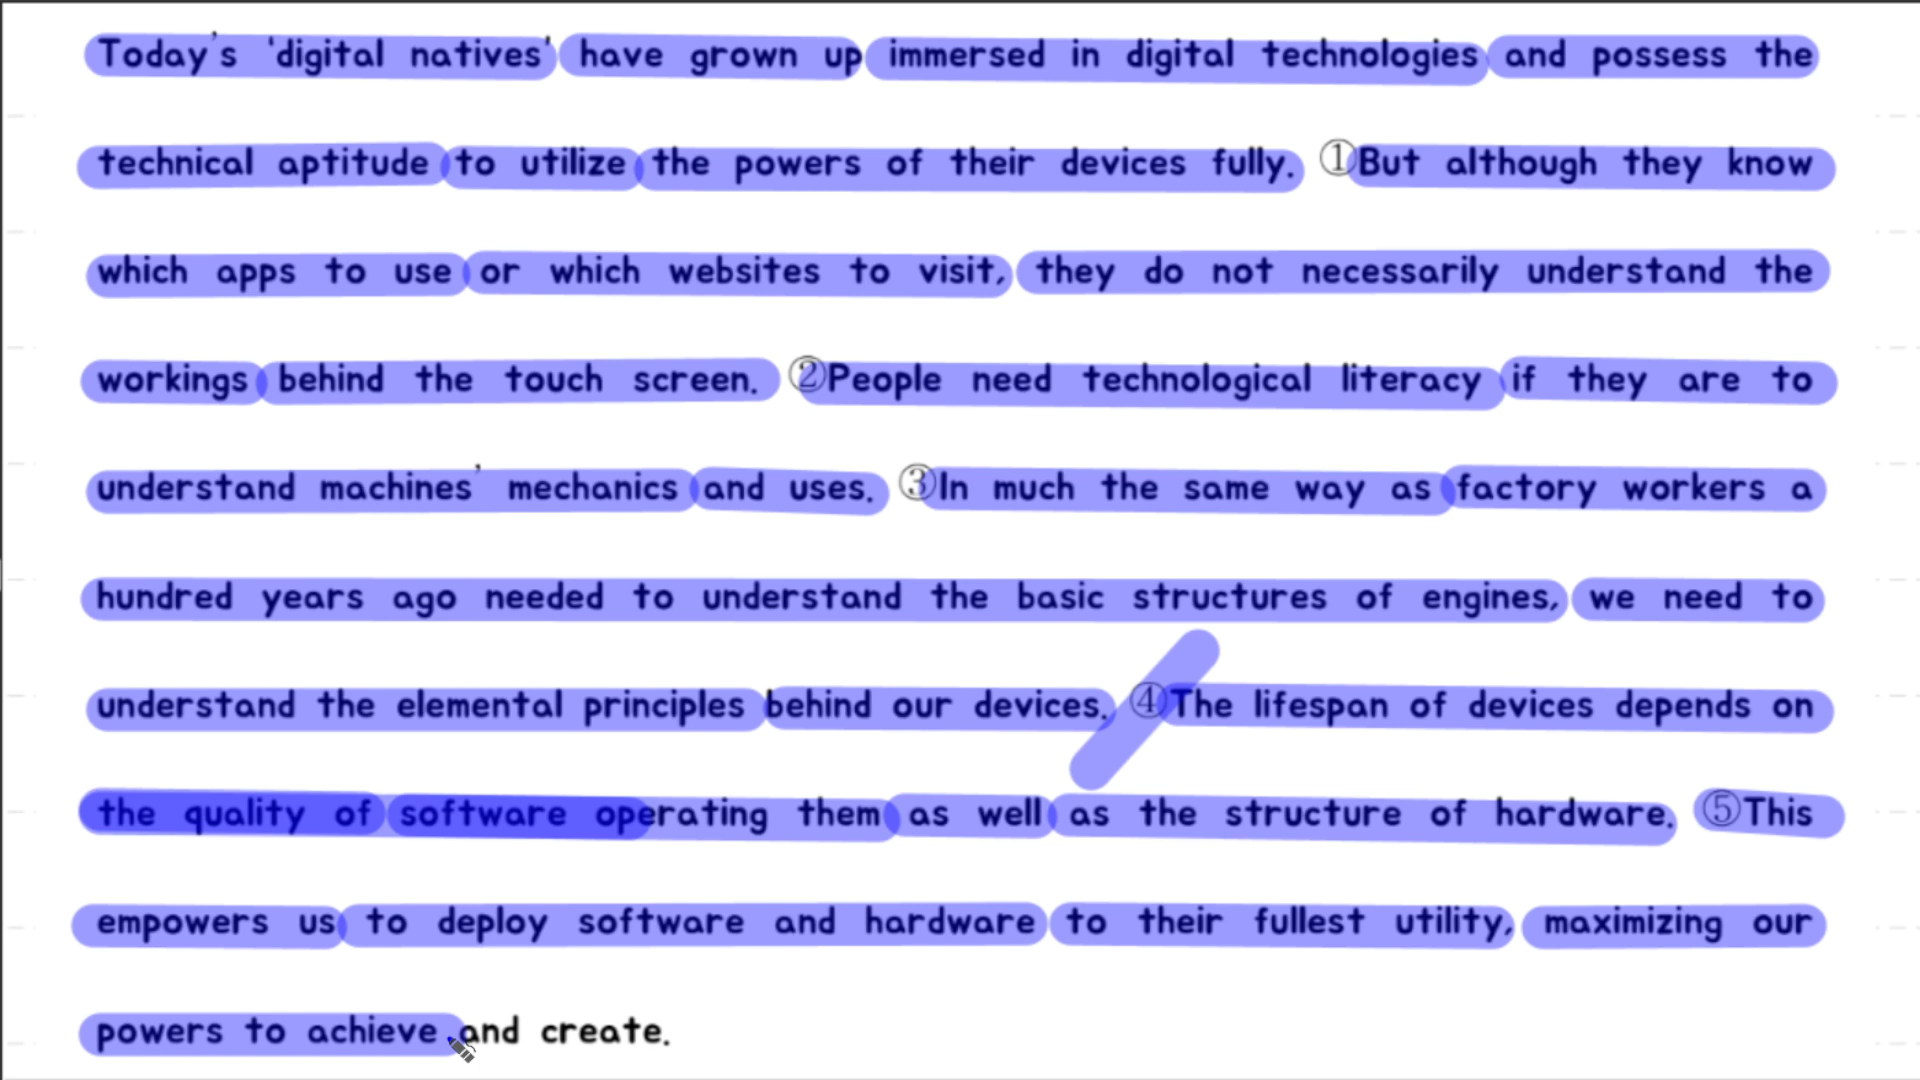 Today's 'digital natives' have grown up immersed in digital technologies and possess the
technical aptitude to utilize the powers of their devices fully. ①But although they know
which apps to use or which websites to visit, they do not necessarily understand the
workings behind the touch screen. ②People need technological literacy if they are to
understand machines' mechanics and uses. ③In much the same way as factory workers a
hundred years ago needed to understand the basic structures of engines, we need to
understand the elemental principles behind our devices. ④The lifespan of devices depends on
the quality of software operating them as well as the structure of hardware. ⑤This
empowers us to deploy software and hardware to their fullest utility, maximizing our
powers to achieve and create.